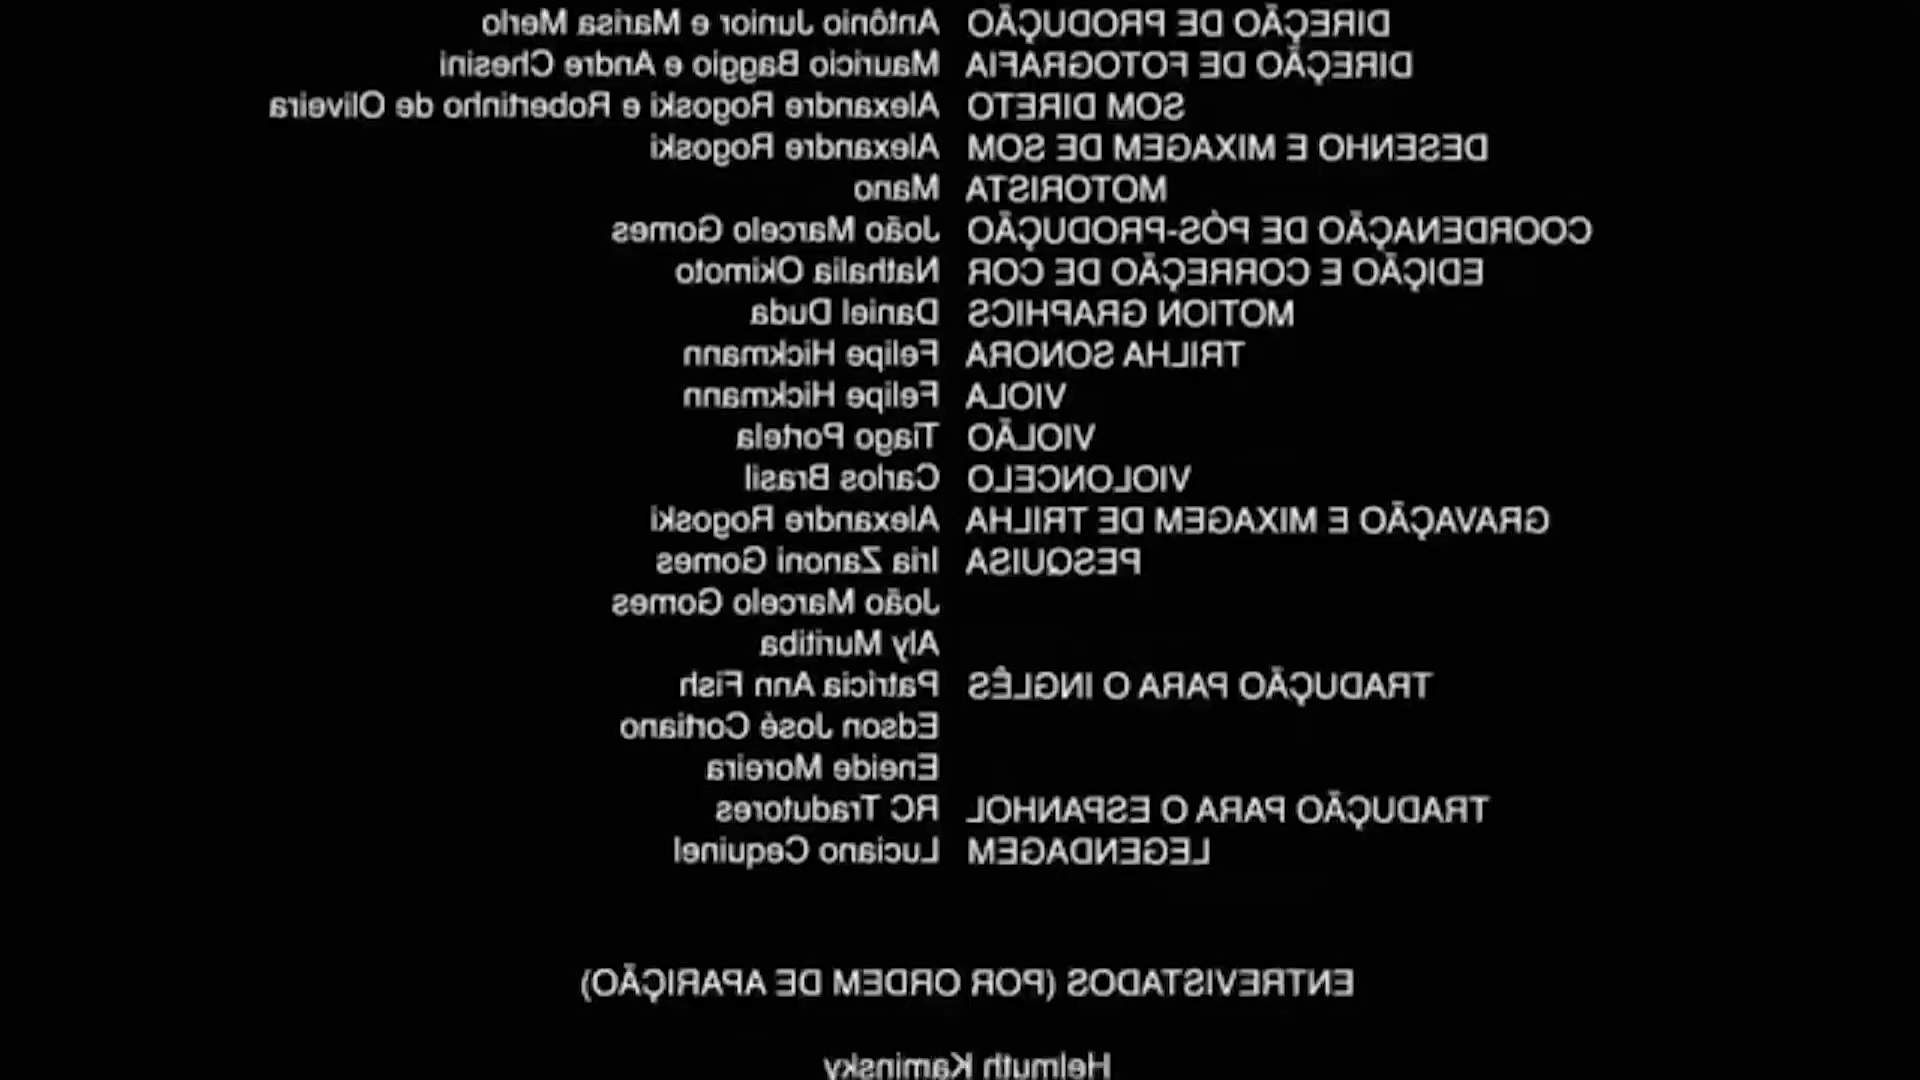 DIREÇÃO DE PRODUÇÃO Antônio Junior e Marisa Merlo
DIREÇÃO DE FOTOGRAFIA Mauricio Baggio e Andre Chesini
SOM DIRETO Alexandre Rogoski e Robertinho de Oliveira
DESENHO E MIXAGEM DE SOM Alexandre Rogoski
MOTORISTA Mano
COORDENAÇÃO DE PÓS-PRODUÇÃO João Marcelo Gomes
EDIÇÃO E CORREÇÃO DE COR Nathalia Okimoto
MOTION GRAPHICS Daniel Duda
TRILHA SONORA Felipe Hickmann
VIOLA Felipe Hickmann
VIOLÃO Tiago Portela
VIOLONCELO Carlos Brasil
GRAVAÇÃO E MIXAGEM DE TRILHA Alexandre Rogoski
PESQUISA Iria Zanoni Gomes
João Marcelo Gomes
Aly Muritiba
TRADUÇÃO PARA O INGLÊS Patrícia Ann Fish
Edson José Cortiano
Eneide Moreira
TRADUÇÃO PARA O ESPANHOL RC Tradutores
LEGENDAGEM Luciano Cequinel
ENTREVISTADOS (POR ORDEM DE APARIÇÃO)
Helmuth Kaminsky